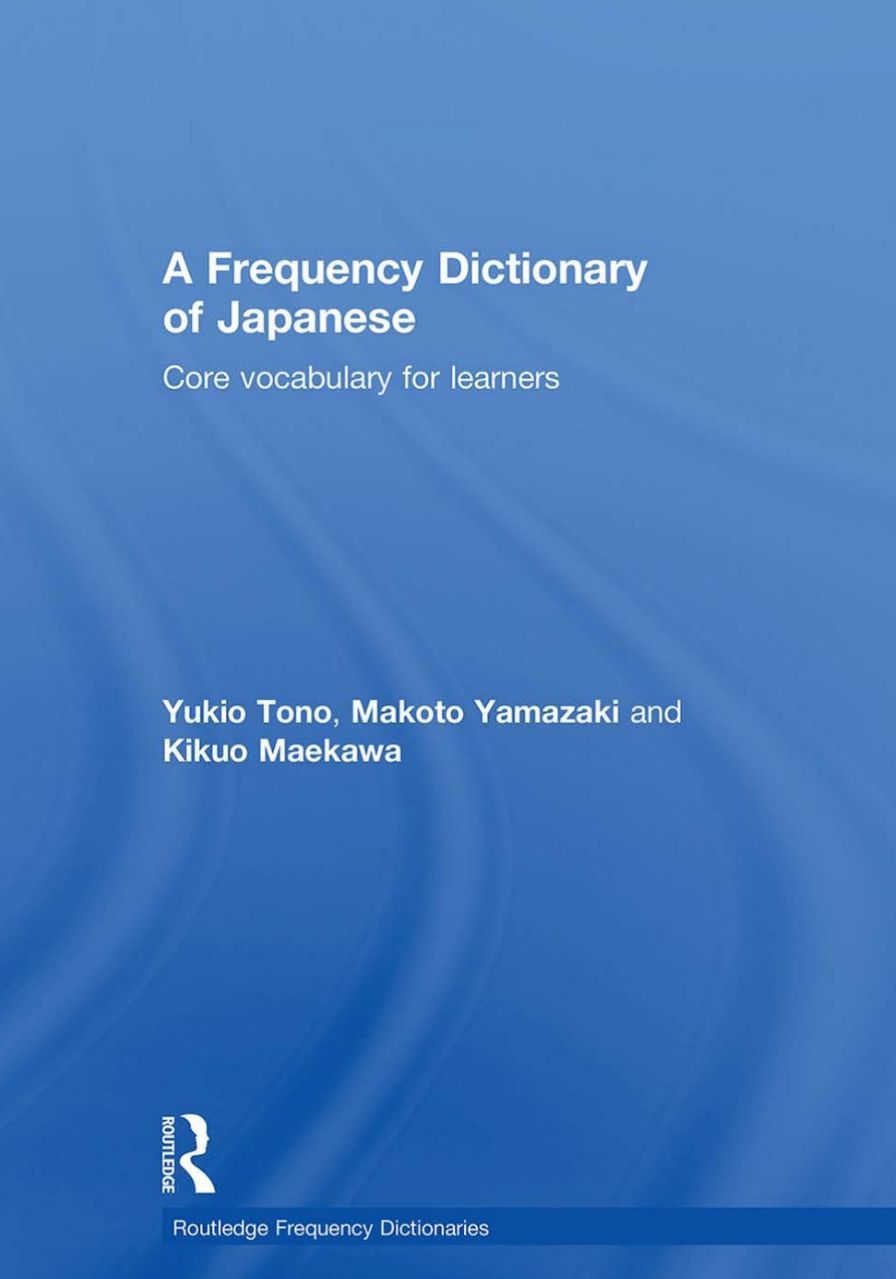 A Frequency Dictionary
of Japanese
Core vocabulary for learners
Yukio Tono, Makoto Yamazaki and
Kikuo Maekawa
ROUTLEDGE
Routledge Frequency Dictionaries